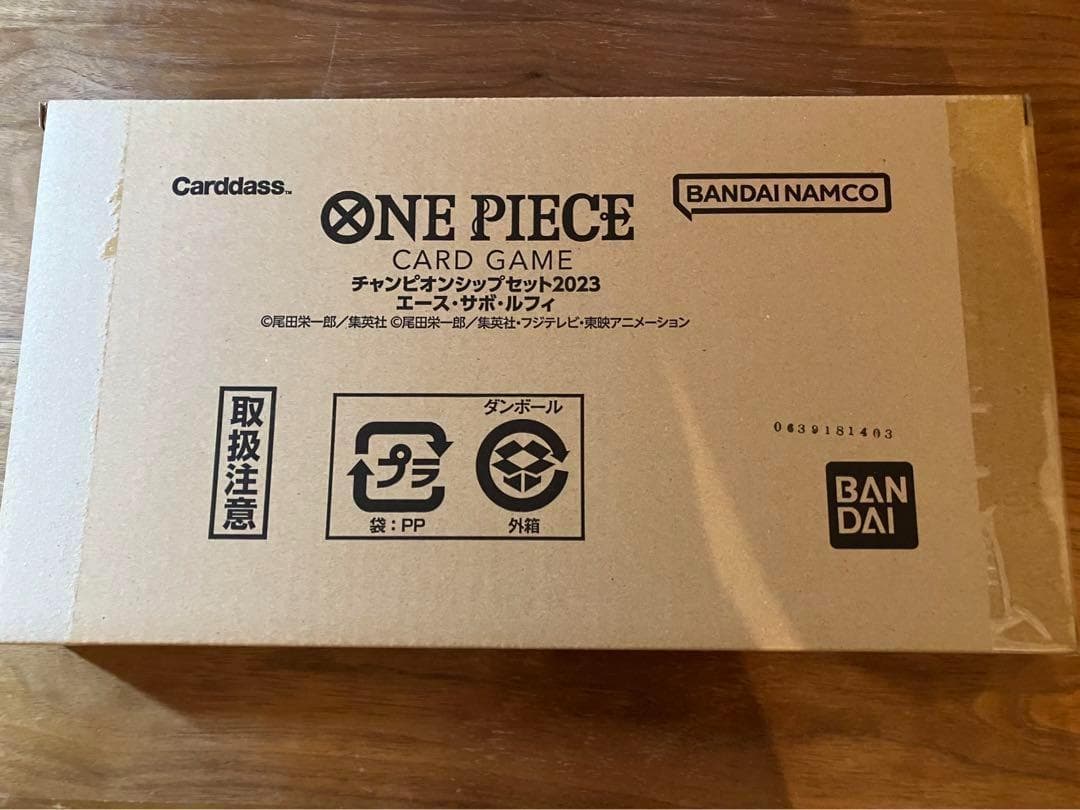 Carddass™
BANDAI NAMCO
ONE PIECE
CARD GAME
チャンピオンシップセット2023
エース・サボ・ルフィ
©尾田栄一郎／集英社 ©尾田栄一郎／集英社・フジテレビ・東映アニメーション
取扱注意
ダンボール
プラ
袋：PP
外箱
0639181403
BAN
DAI